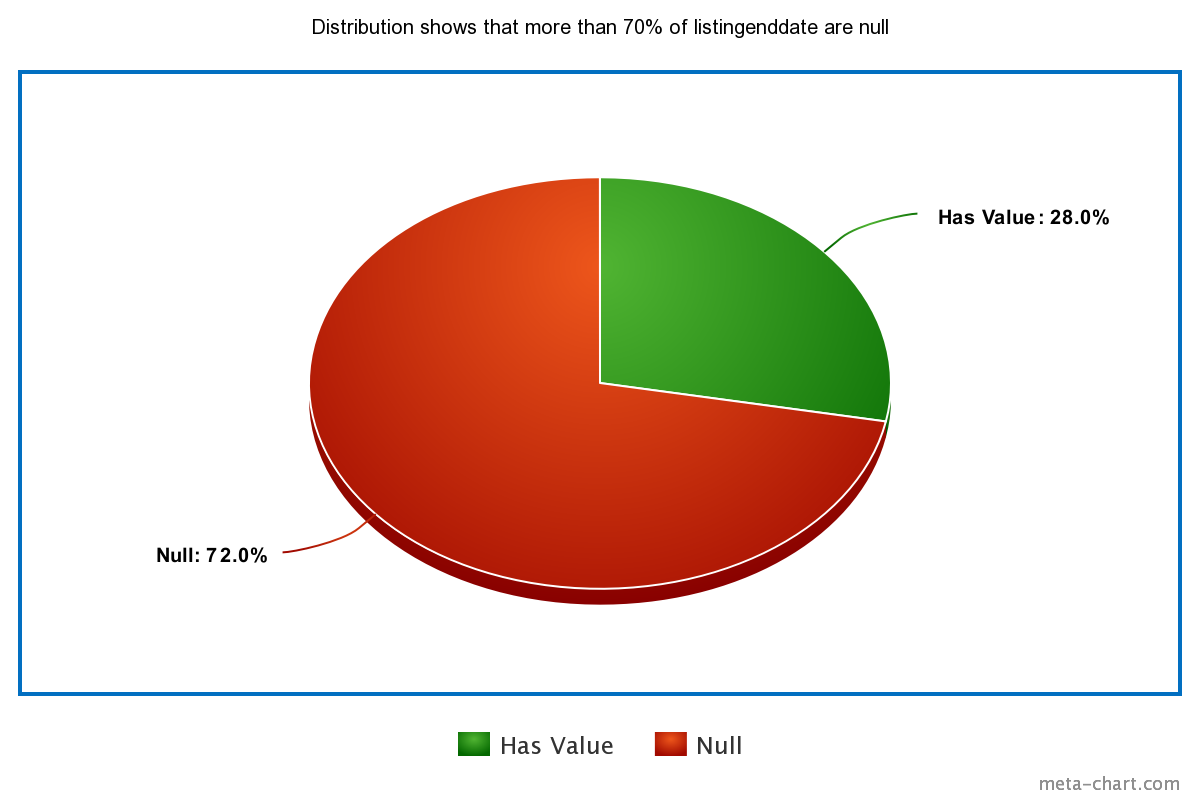 Distribution shows that more than 70% of listingenddate are null
Has Value: 28.0%
Null: 72.0%
Has Value
Null
meta-chart.com